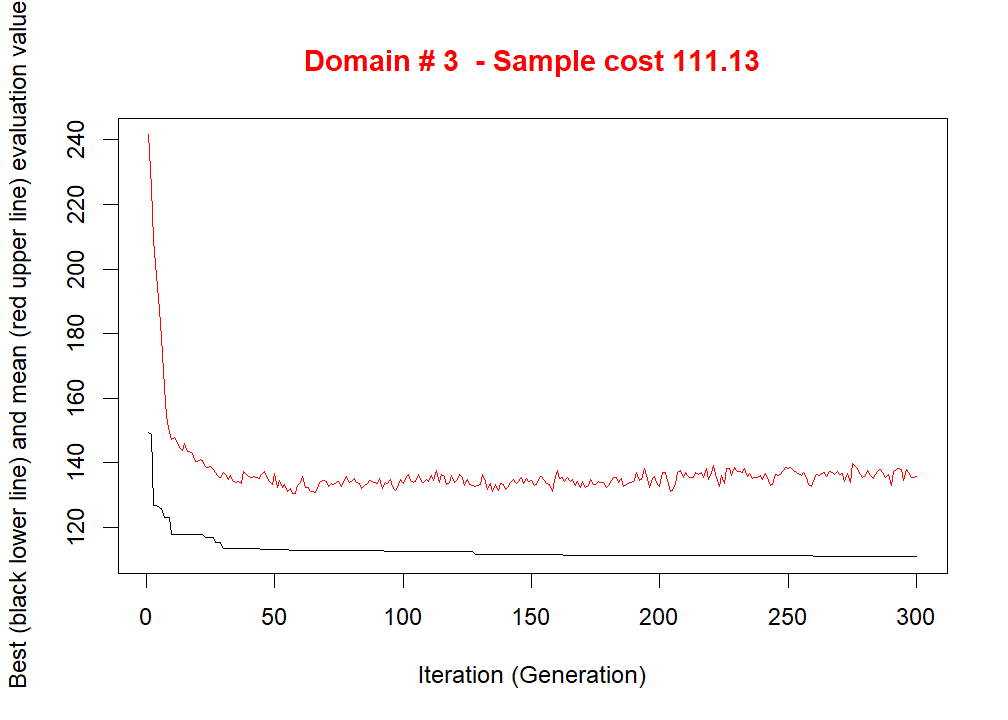 Domain # 3  - Sample cost 111.13
Best (black lower line) and mean (red upper line) evaluation value
240
220
200
180
160
140
120
0 50 100 150 200 250 300
Iteration (Generation)